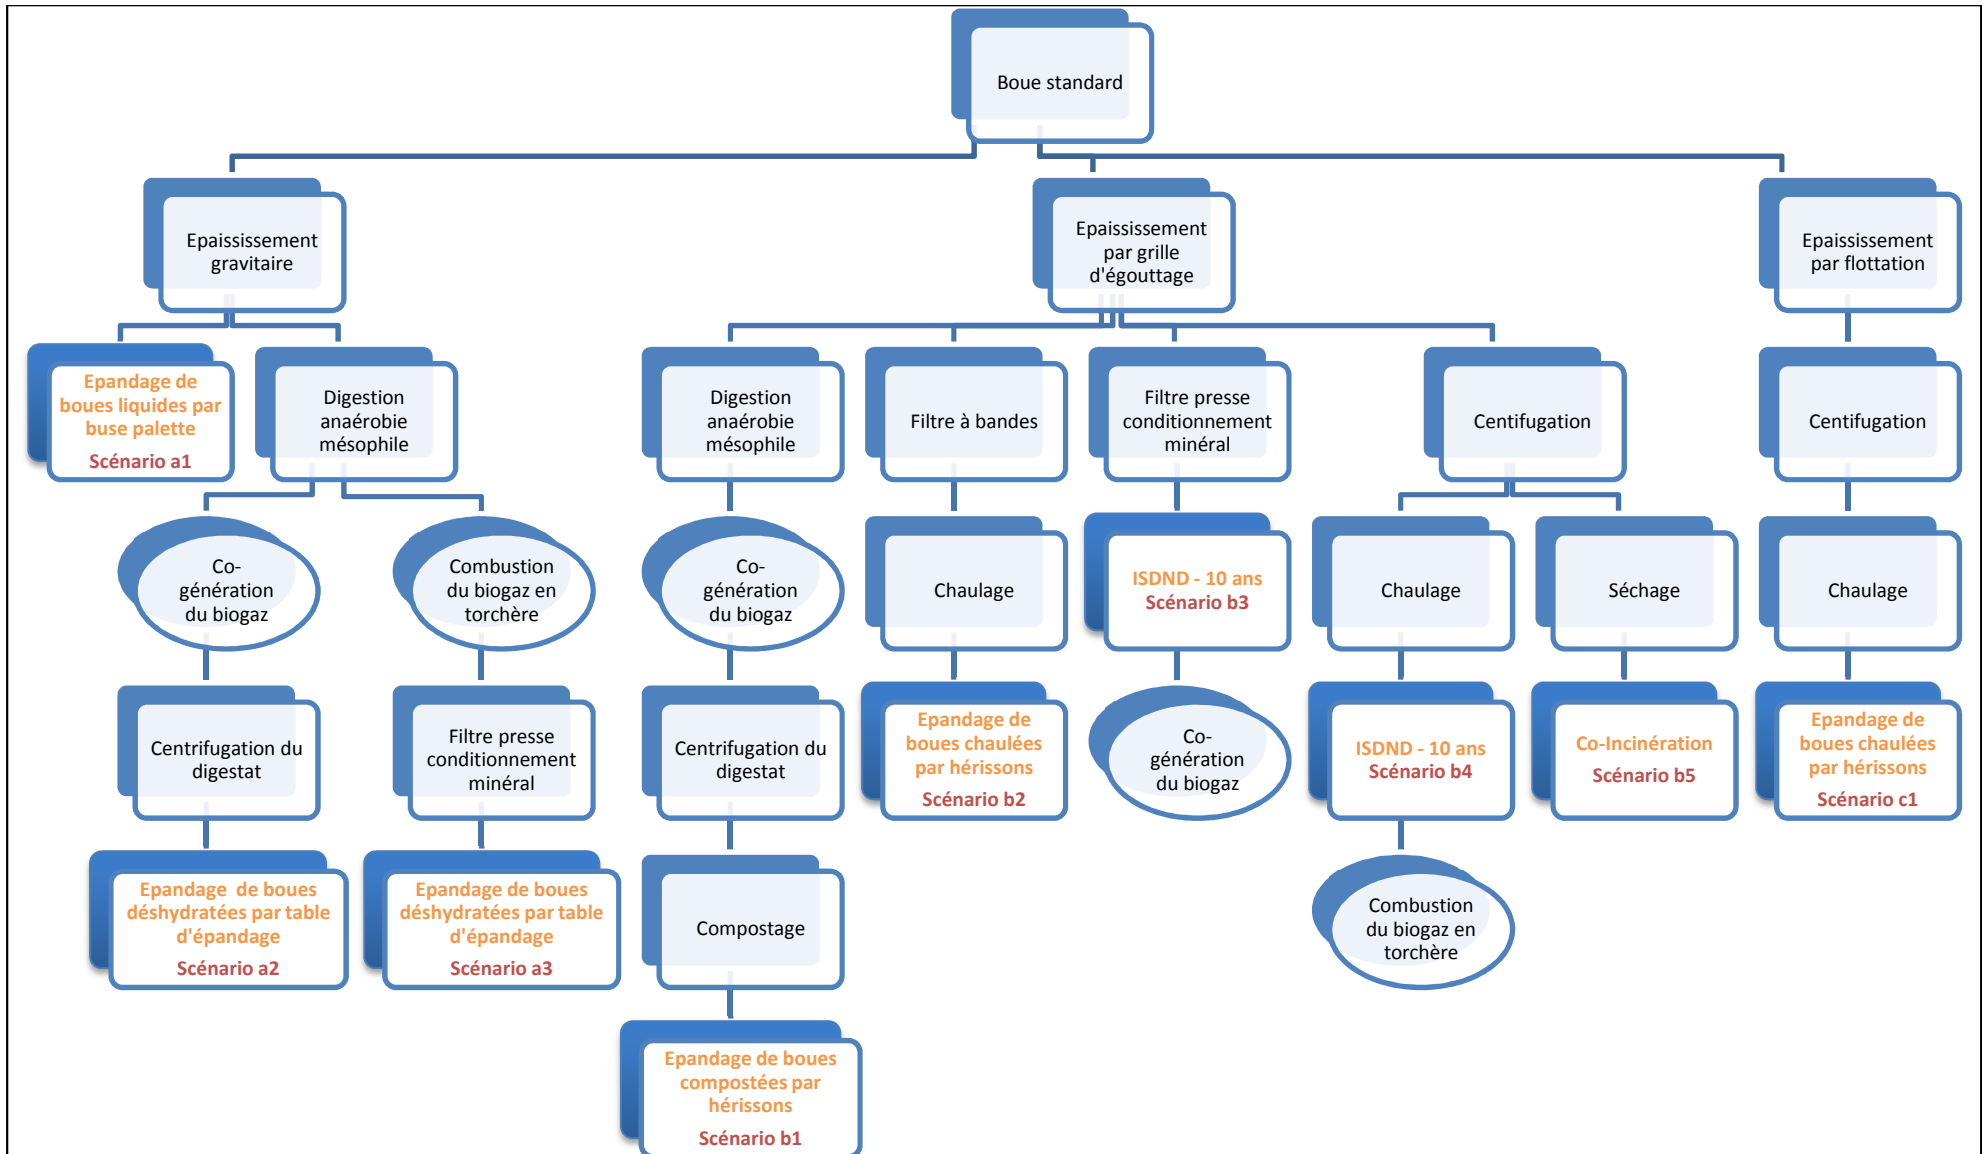 Boue standard
Epaississement
gravitaire
Epaississement
par grille
d'égouttage
Epaississement
par flottation
Epandage de
boues liquides par
buse palette
Scénario a1
Digestion
anaérobie
mésophile
Digestion
anaérobie
mésophile
Filtre à bandes
Filtre presse
conditionnement
minéral
Centifugation
Centifugation
Co-
génération
du biogaz
Combustion
du biogaz en
torchère
Co-
génération
du biogaz
Chaulage
ISDND - 10 ans
Scénario b3
Chaulage
Séchage
Chaulage
Centrifugation du
digestat
Filtre presse
conditionnement
minéral
Centrifugation du
digestat
Epandage de
boues chaulées
par hérissons
Scénario b2
Co-
génération
du biogaz
ISDND - 10 ans
Scénario b4
Co-Incinération
Scénario b5
Epandage de
boues chaulées
par hérissons
Scénario c1
Epandage de boues
déshydratées par table
d'épandage
Scénario a2
Epandage de boues
déshydratées par table
d'épandage
Scénario a3
Compostage
Combustion
du biogaz en
torchère
Epandage de boues
compostées par
hérissons
Scénario b1